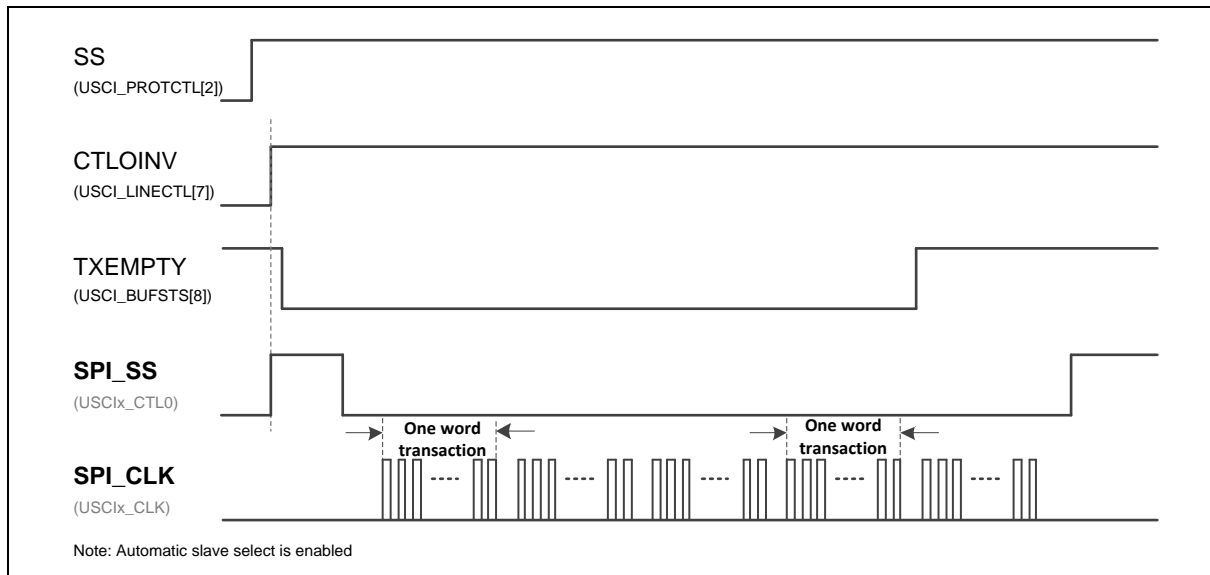 SS
(USCI_PROTCTL[2])
CTLOINV
(USCI_LINECTL[7])
TXEMPTY
(USCI_BUFSTS[8])
SPI_SS
(USCIx_CTL0)
One word
transaction
One word
transaction
SPI_CLK
(USCIx_CLK)
Note: Automatic slave select is enabled